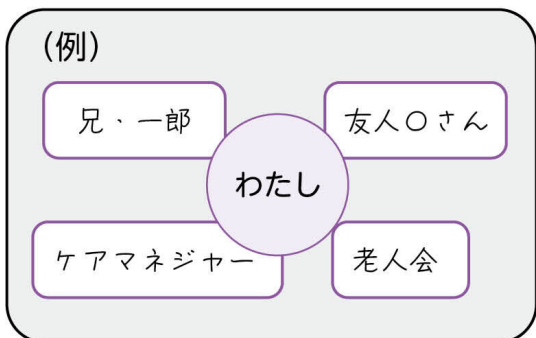 (例)
兄・一郎
友人〇さん
わたし
ケアマネジャー
老人会